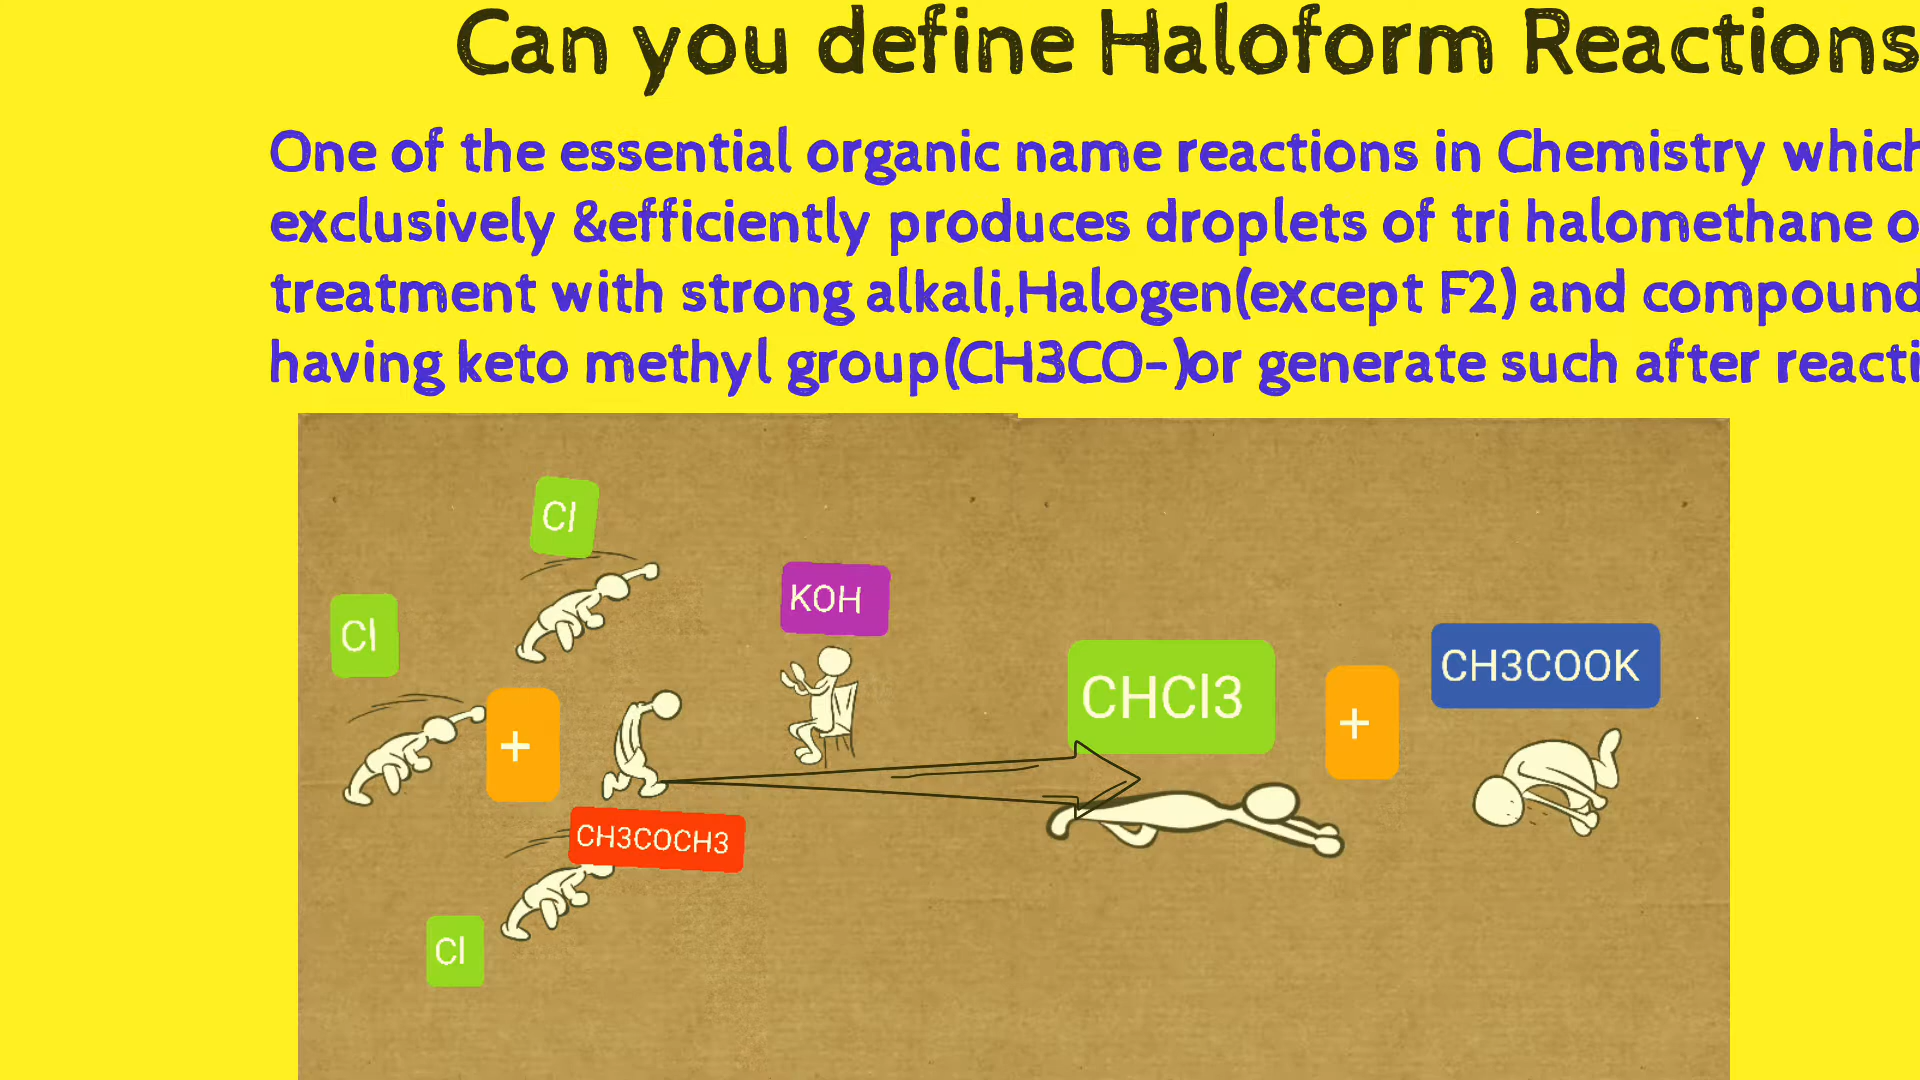 Can you define Haloform Reactions
One of the essential organic name reactions in Chemistry which
exclusively &efficiently produces droplets of tri halomethane
treatment with strong alkali,Halogen(except F2) and compound
having keto methyl group(CH3CO-)or generate such after
Cl
Cl
KOH
+
CH3COCH3
Cl
CHCl3
+
CH3COOK